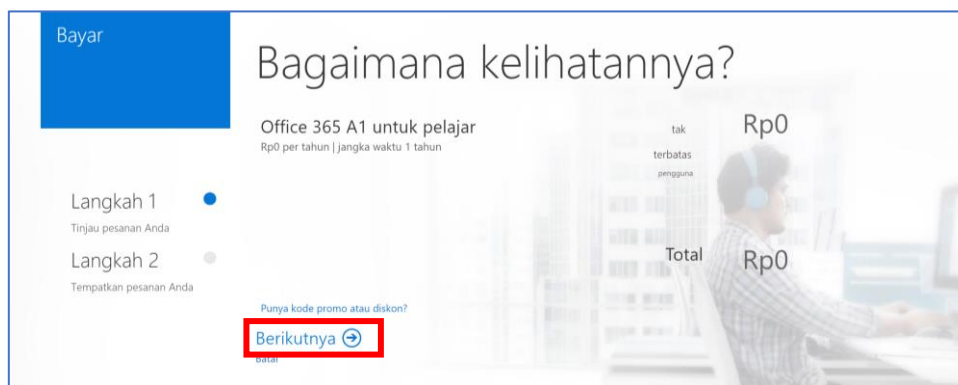 Bayar
Bagaimana kelihatannya?
Office 365 A1 untuk pelajar
Rp0 per tahun | jangka waktu 1 tahun
tak
terbatas
pengguna
Rp0
Langkah 1
Tinjau pesanan Anda
Langkah 2
Tempatkan pesanan Anda
Total
Rp0
Punya kode promo atau diskon?
Berikutnya
Batal